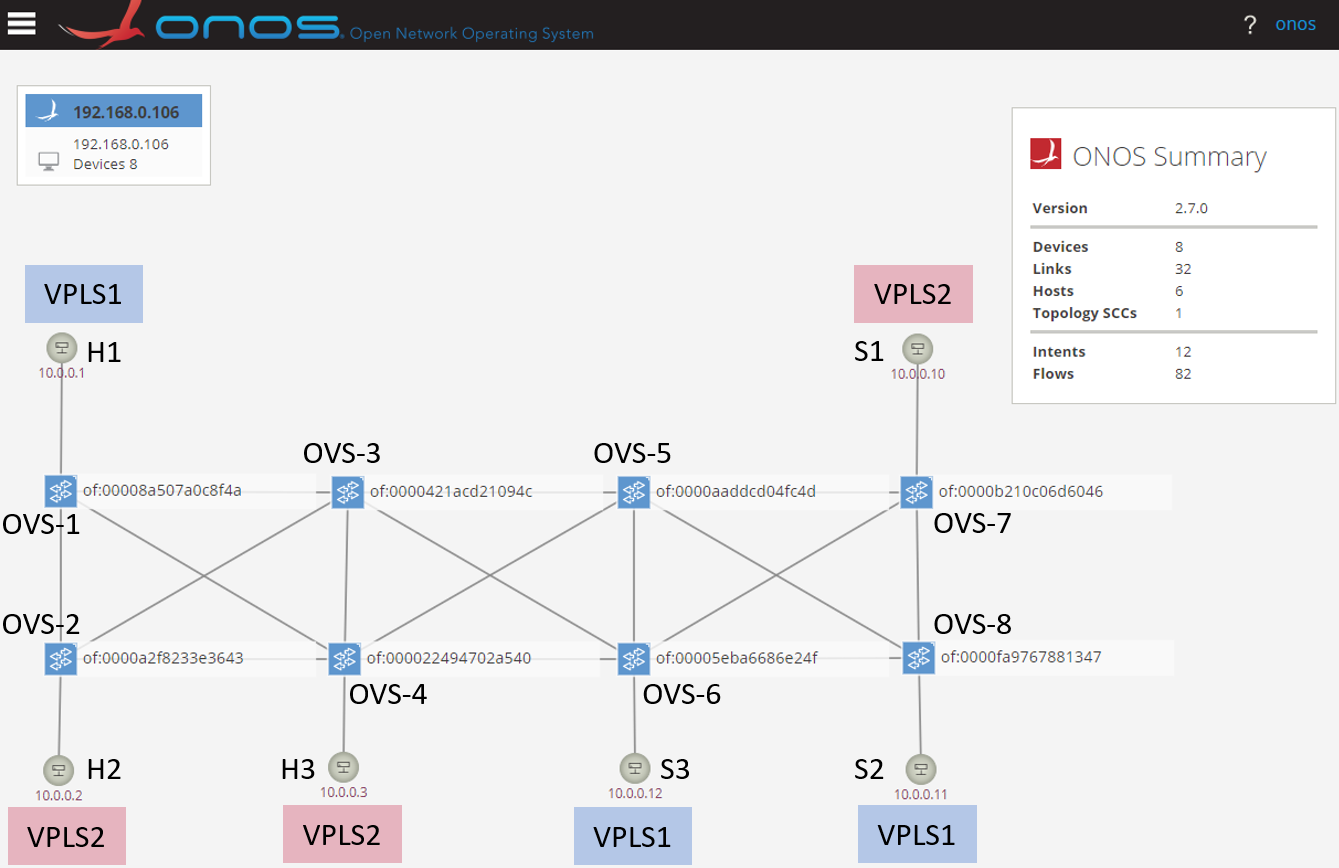 onos Open Network Operating System ? onos
192.168.0.106
192.168.0.106
Devices 8
ONOS Summary
Version 2.7.0
Devices 8
Links 32
Hosts 6
Topology SCCs 1
Intents 12
Flows 82
VPLS1 VPLS2
H1 S1
10.0.0.1 10.0.0.10
OVS-3 OVS-5
of:00008a507a0c8f4a of:0000421acd21094c of:0000aaddcd04fc4d of:0000b210c06d6046
OVS-1 OVS-7
OVS-2 OVS-8
of:0000a2f8233e3643 of:000022494702a540 of:00005eba6686e24f of:0000fa9767881347
OVS-4 OVS-6
H2 H3 S3 S2
10.0.0.2 10.0.0.3 10.0.0.12 10.0.0.11
VPLS2 VPLS2 VPLS1 VPLS1